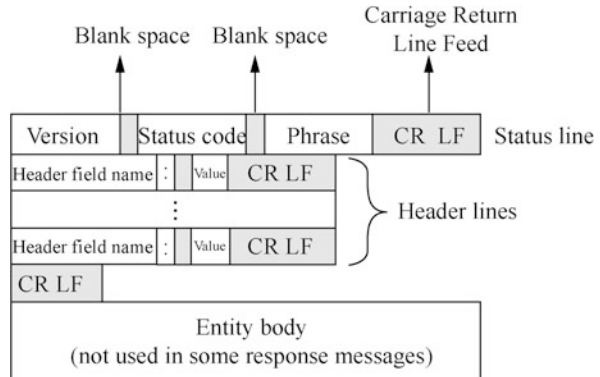 Carriage Return
Blank space Blank space Line Feed
Version Status code Phrase CR LF Status line
Header field name : Value CR LF
⋮
Header lines
Header field name : Value CR LF
CR LF
Entity body
(not used in some response messages)